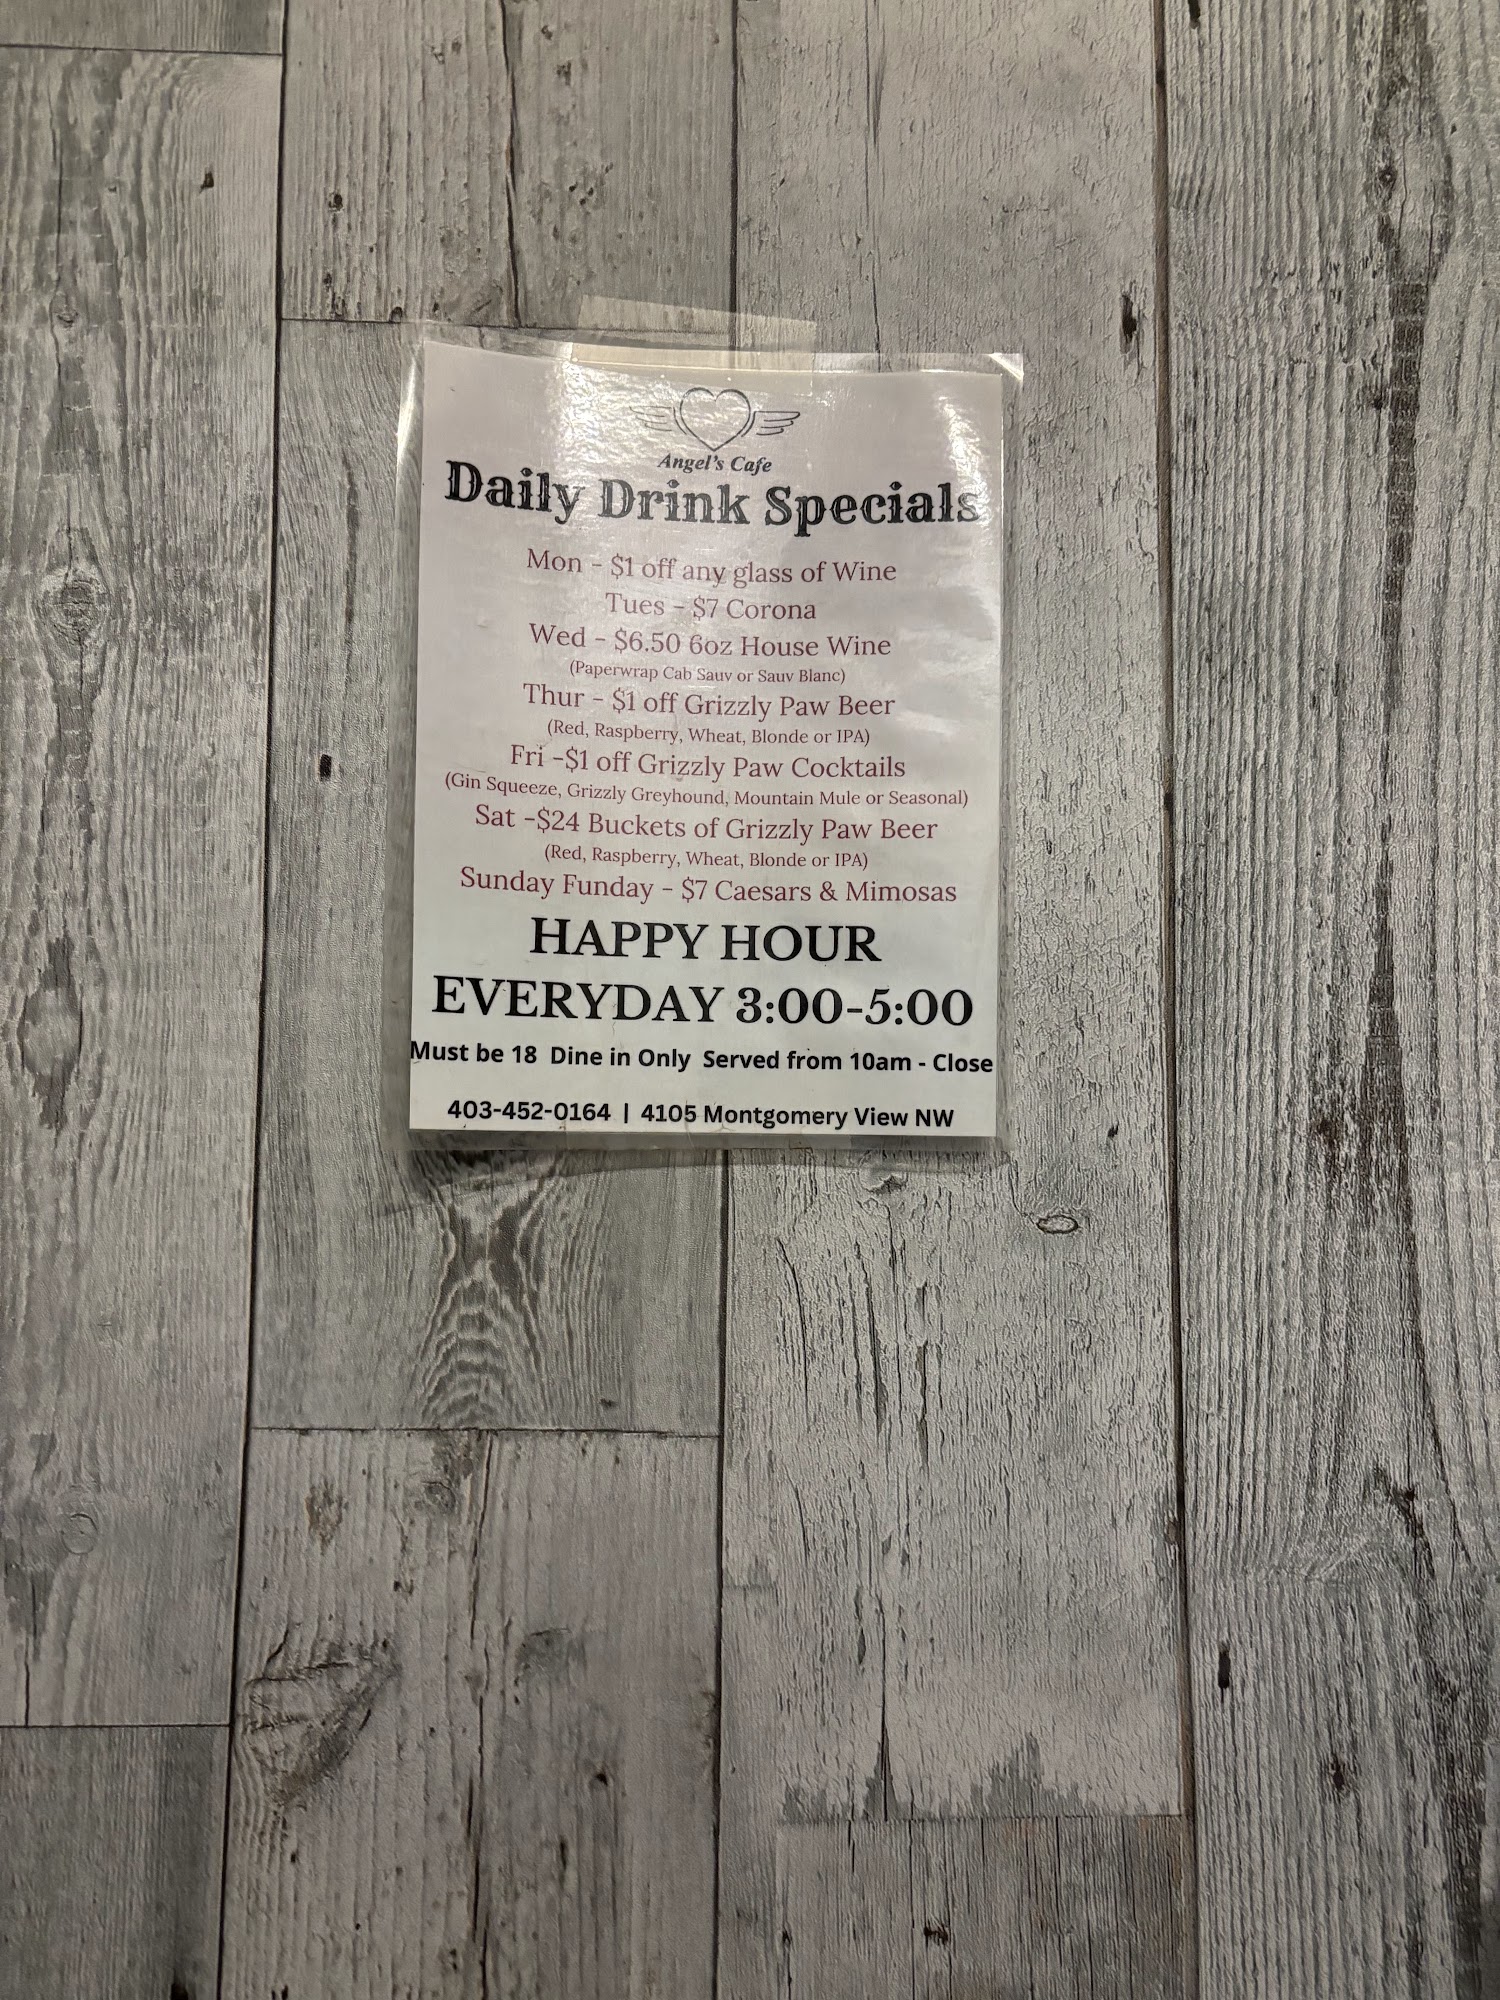 Angel's Cafe
Daily Drink Specials
Mon - $1 off any glass of Wine
Tues - $7 Corona
Wed - $6.50 6oz House Wine
(Paperwrap Cab Sauv or Sauv Blanc)
Thur - $1 off Grizzly Paw Beer
(Red, Raspberry, Wheat, Blonde or IPA)
Fri -$1 off Grizzly Paw Cocktails
(Gin Squeeze, Grizzly Greyhound, Mountain Mule or Seasonal)
Sat -$24 Buckets of Grizzly Paw Beer
(Red, Raspberry, Wheat, Blonde or IPA)
Sunday Funday - $7 Caesars & Mimosas
HAPPY HOUR
EVERYDAY 3:00-5:00
Must be 18 Dine in Only Served from 10am - Close
403-452-0164 | 4105 Montgomery View NW